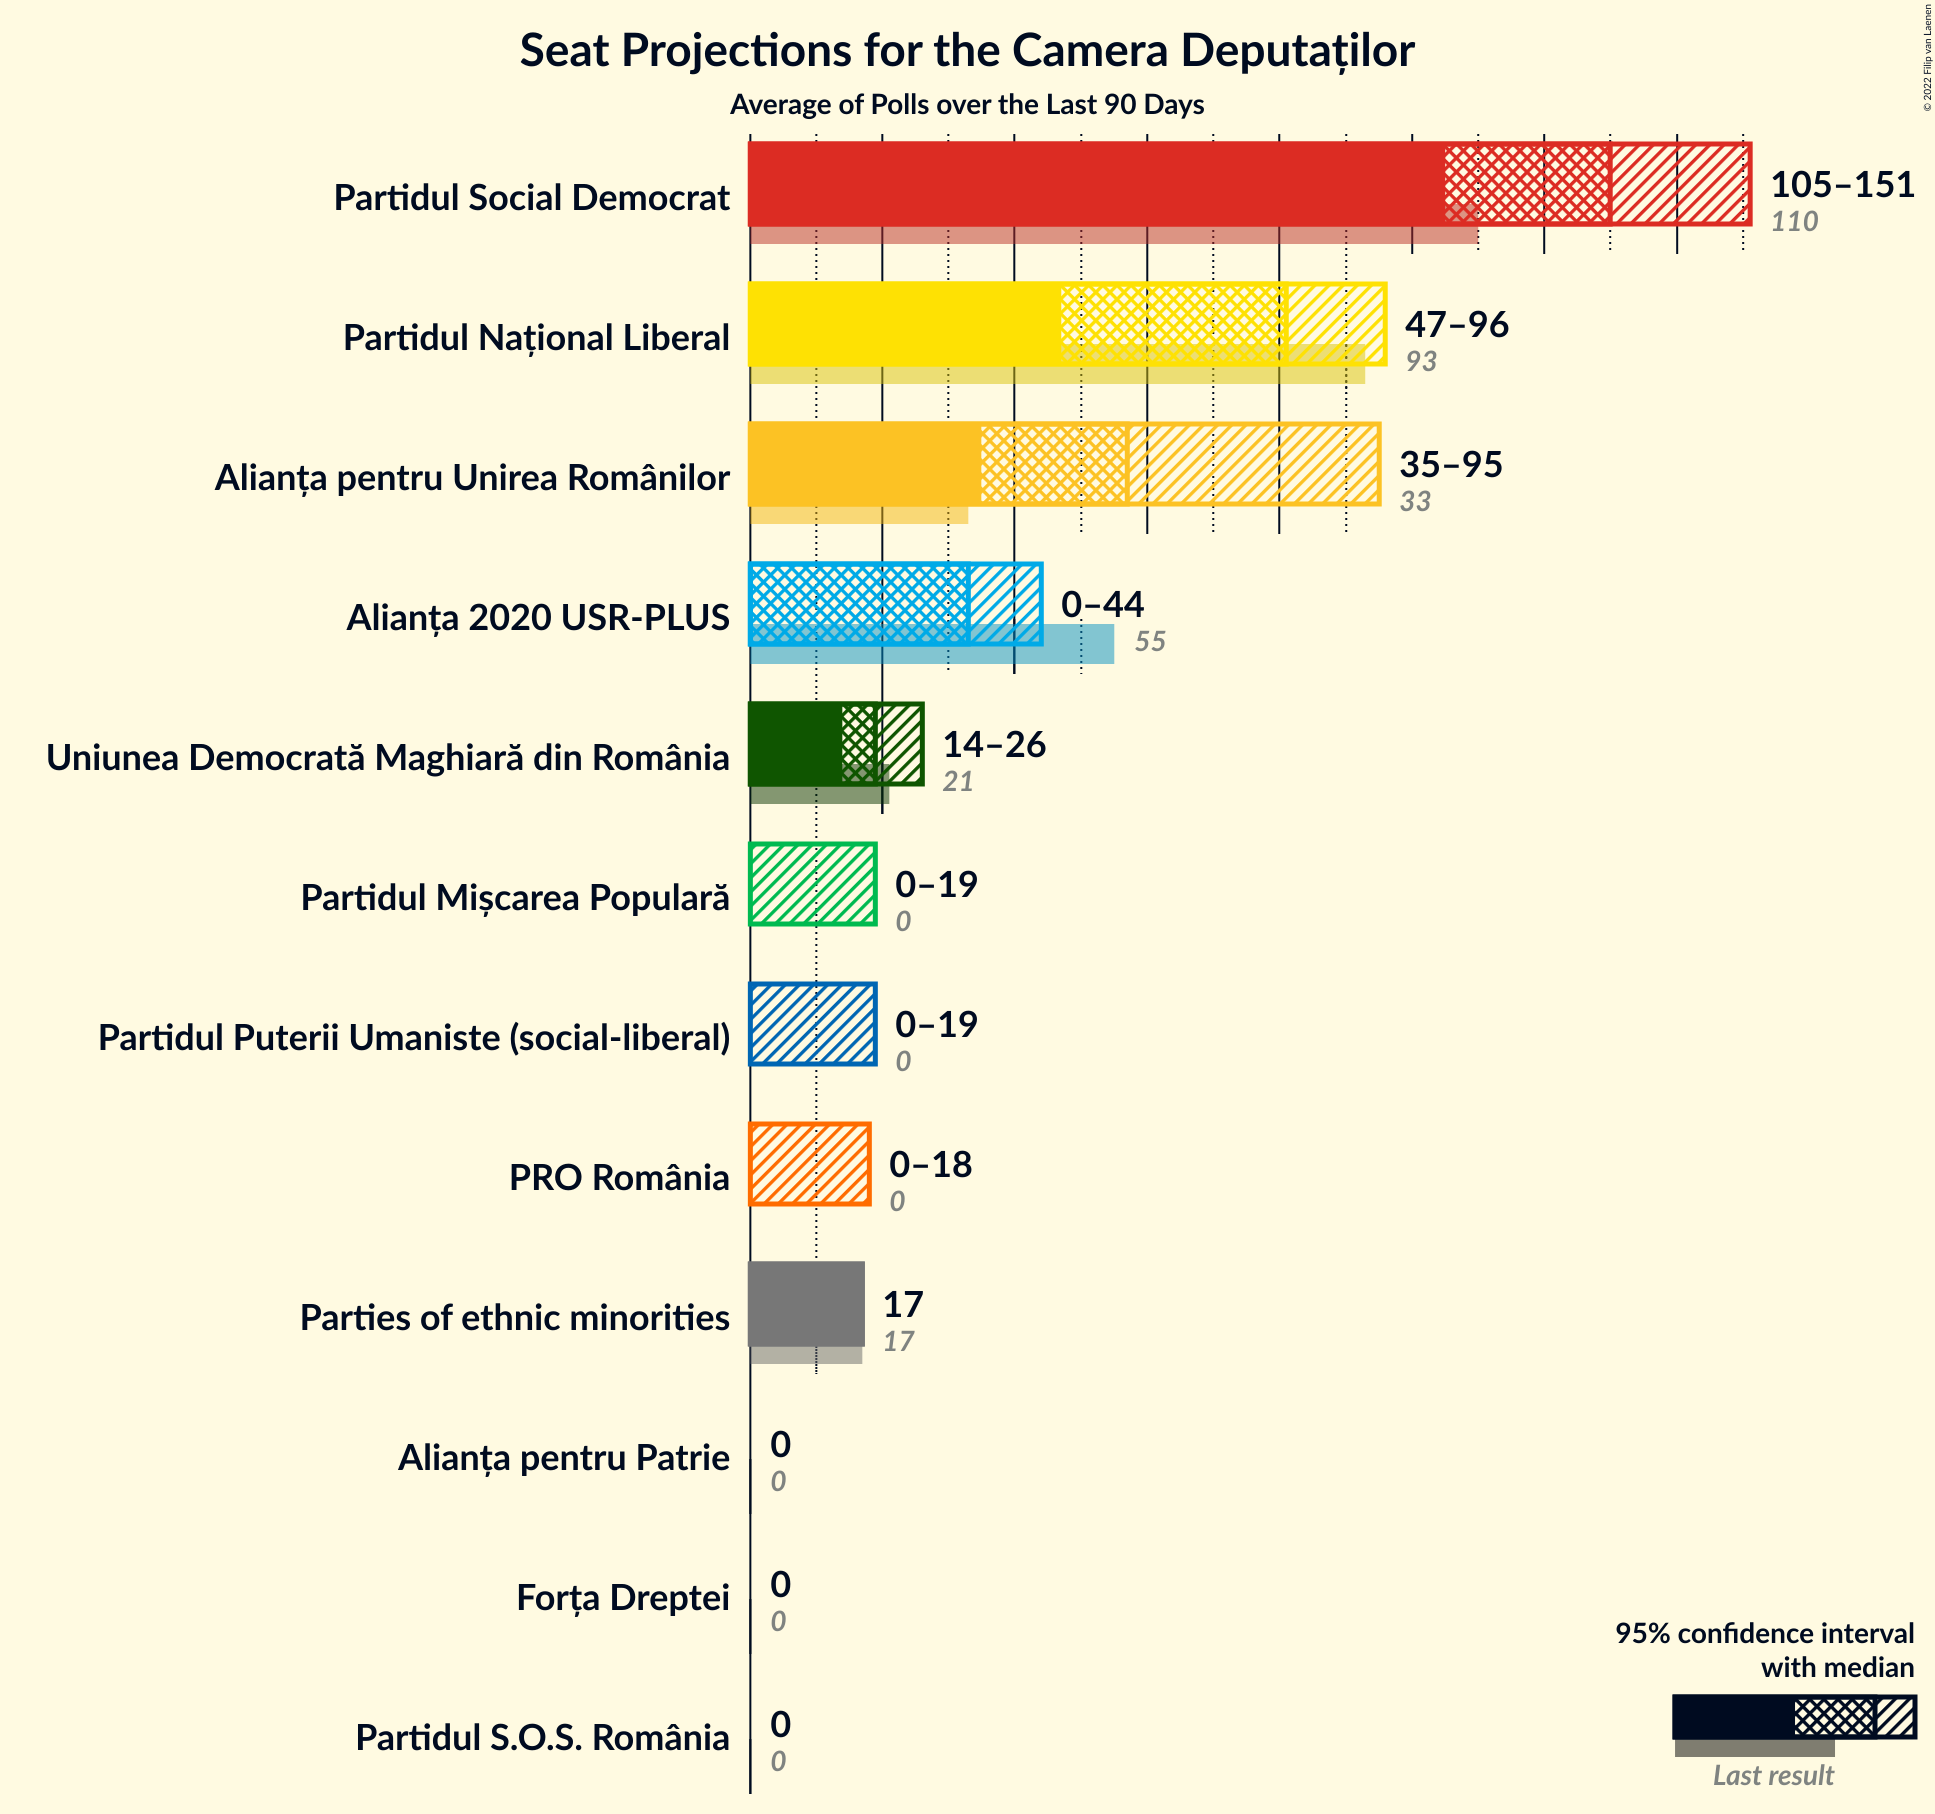 Seat Projections for the Camera Deputaților
Average of Polls over the Last 90 Days
© 2022 Filip van Laenen
Partidul Social Democrat
105–151
110
Partidul Național Liberal
47–96
93
Alianța pentru Unirea Românilor
35–95
33
Alianța 2020 USR-PLUS
0–44
55
Uniunea Democrată Maghiară din România
14–26
21
Partidul Mișcarea Populară
0–19
0
Partidul Puterii Umaniste (social-liberal)
0–19
0
PRO România
0–18
0
Parties of ethnic minorities
17
17
Alianța pentru Patrie
0
0
Forța Dreptei
0
0
Partidul S.O.S. România
0
0
95% confidence interval
with median
Last result